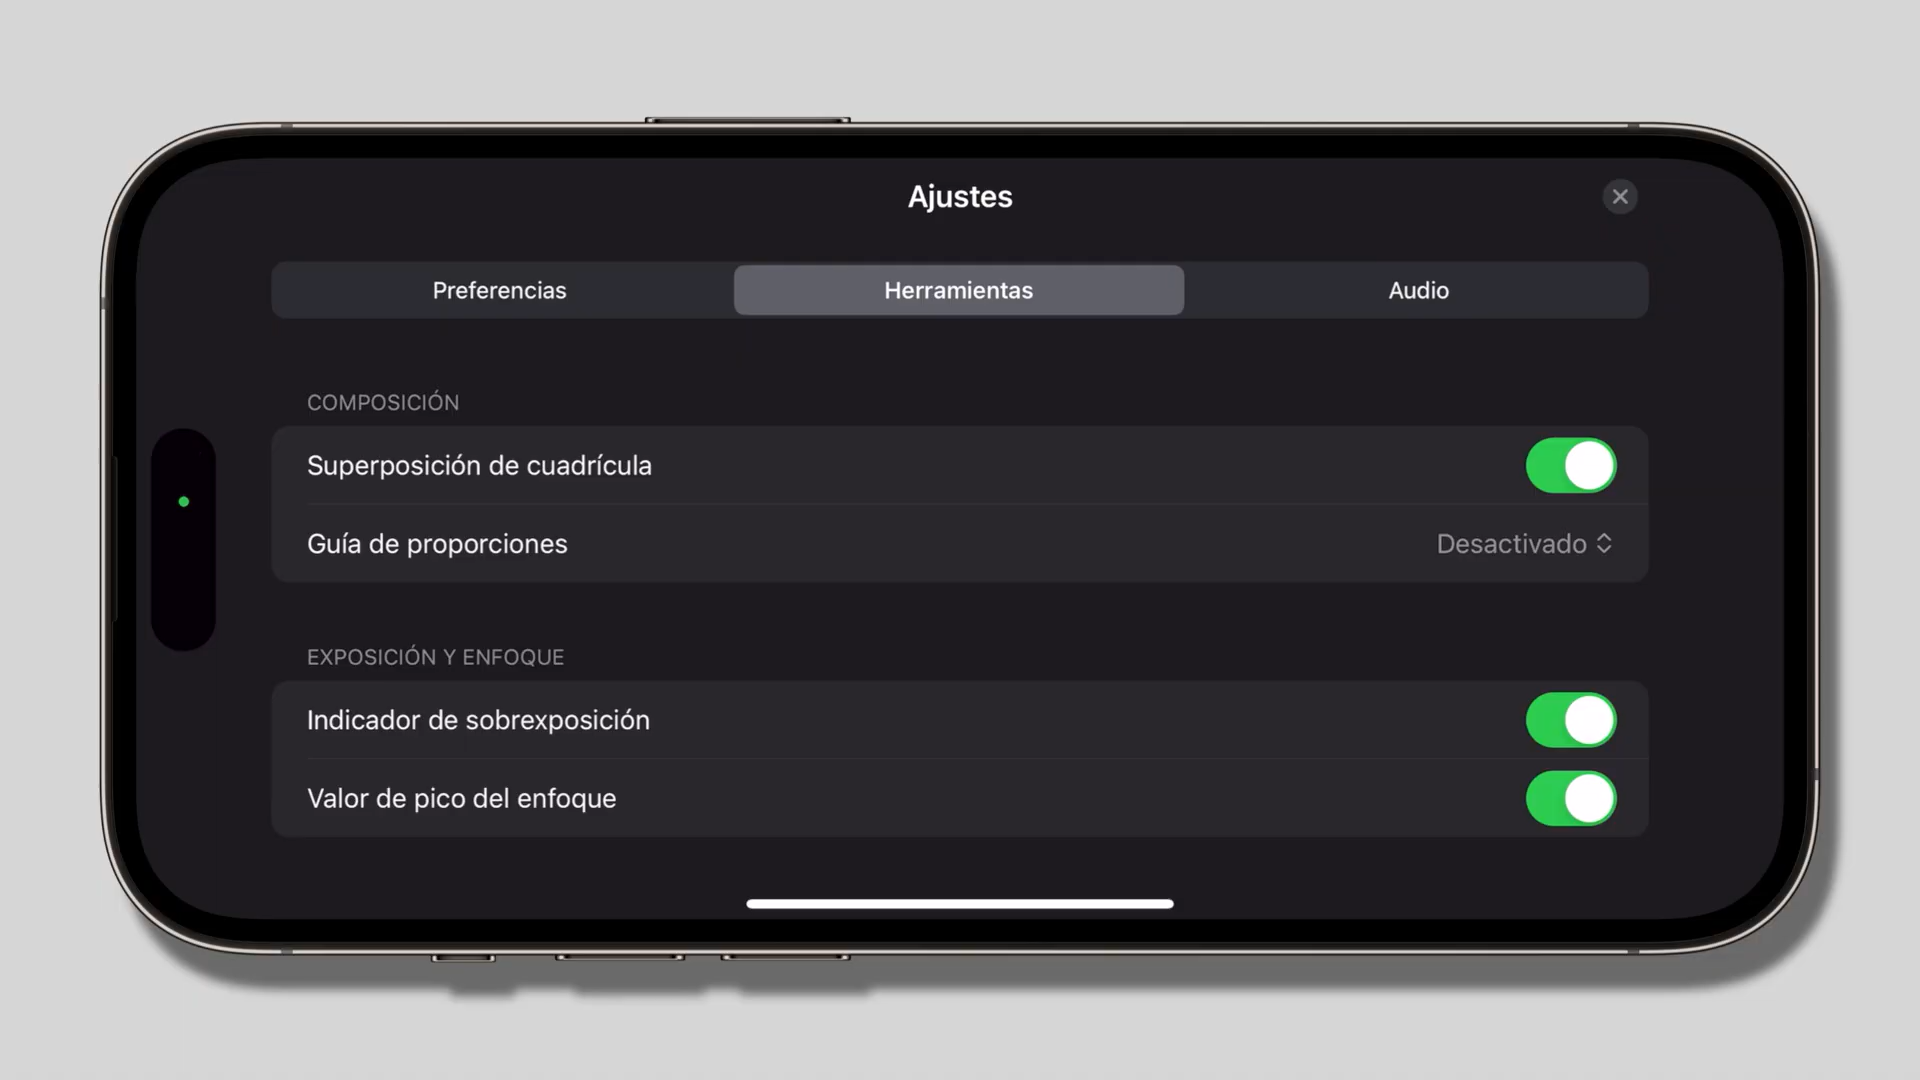 Ajustes
Preferencias
Herramientas
Audio
COMPOSICIÓN
Superposición de cuadrícula
Guía de proporciones
Desactivado
EXPOSICIÓN Y ENFOQUE
Indicador de sobrexposición
Valor de pico del enfoque